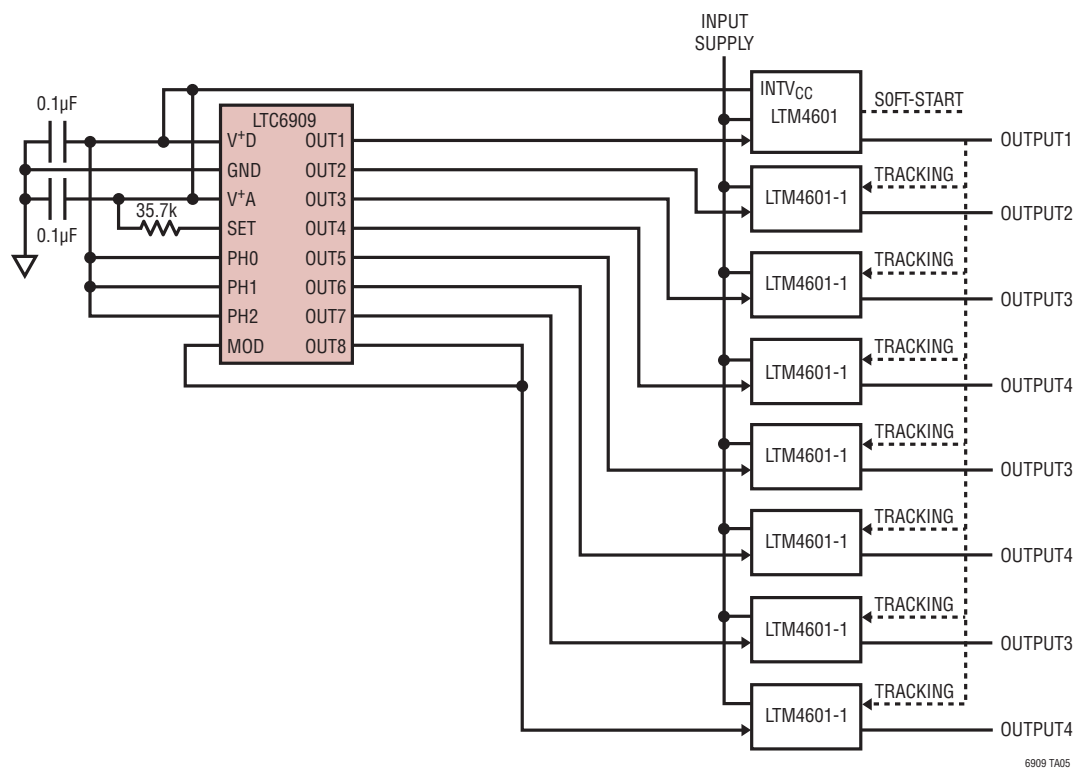 INPUT
SUPPLY
0.1µF
0.1µF
35.7k
LTC6909
V+D
GND
V+A
SET
PH0
PH1
PH2
MOD
OUT1
OUT2
OUT3
OUT4
OUT5
OUT6
OUT7
OUT8
INTVCC
LTM4601
SOFT-START
OUTPUT1
LTM4601-1
TRACKING
OUTPUT2
LTM4601-1
TRACKING
OUTPUT3
LTM4601-1
TRACKING
OUTPUT4
LTM4601-1
TRACKING
OUTPUT3
LTM4601-1
TRACKING
OUTPUT4
LTM4601-1
TRACKING
OUTPUT3
LTM4601-1
TRACKING
OUTPUT4
6909 TA05